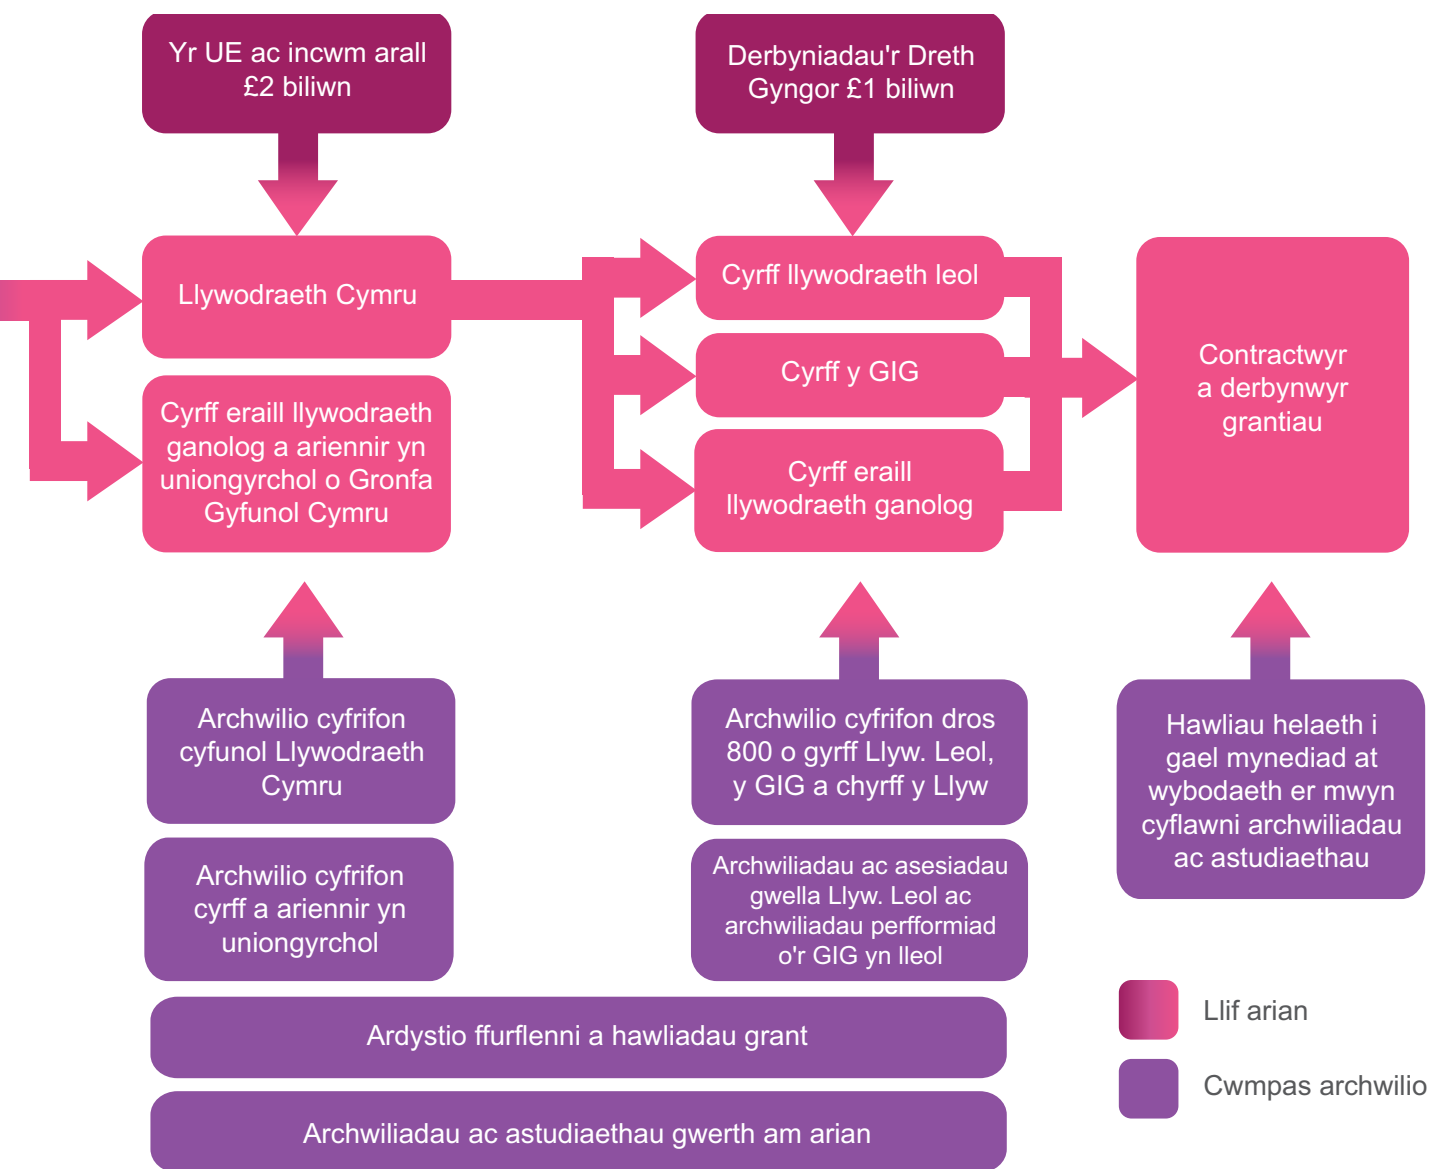 Yr UE ac incwm arall
£2 biliwn
Derbyniadau'r Dreth
Gyngor £1 biliwn
Llywodraeth Cymru
Cyrff eraill llywodraeth
ganolog a ariennir yn
uniongyrchol o Gronfa
Gyfunol Cymru
Cyrff llywodraeth leol
Cyrff y GIG
Cyrff eraill
llywodraeth ganolog
Contractwyr
a derbynwyr
grantiau
Archwilio cyfrifon
cyfunol Llywodraeth
Cymru
Archwilio cyfrifon
cyrff a ariennir yn
uniongyrchol
Archwilio cyfrifon dros
800 o gyrff Llyw. Leol,
y GIG a chyrff y Llyw
Archwiliadau ac asesiadau
gwella Llyw. Leol ac
archwiliadau perfformiad
o'r GIG yn lleol
Hawliau helaeth i
gael mynediad at
wybodaeth er mwyn
cyflawni archwiliadau
ac astudiaethau
Ardystio ffurflenni a hawliadau grant
Archwiliadau ac astudiaethau gwerth am arian
Llif arian
Cwmpas archwilio